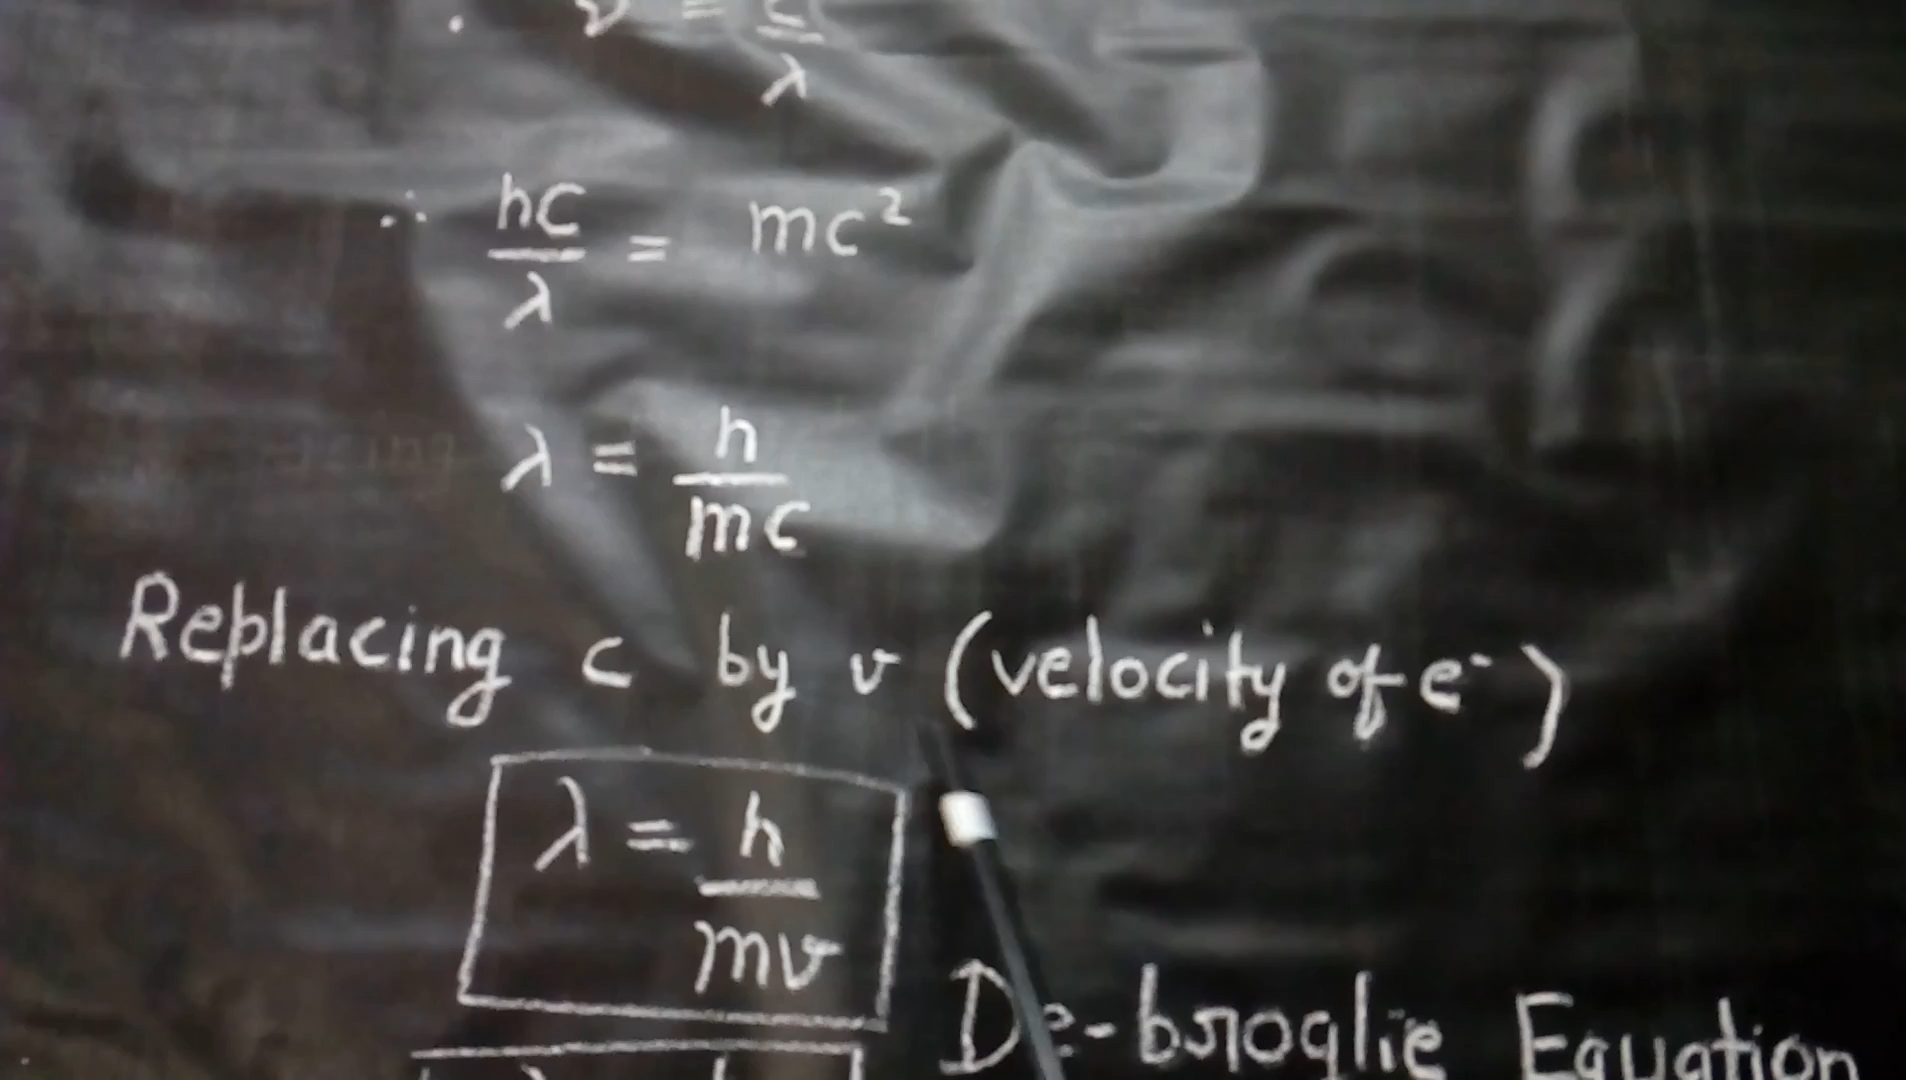 ν = c/λ
∴ hc/λ = mc²
λ = h/mc
Replacing c by v (velocity of e⁻)
λ = h/mv
De-broglie Equation